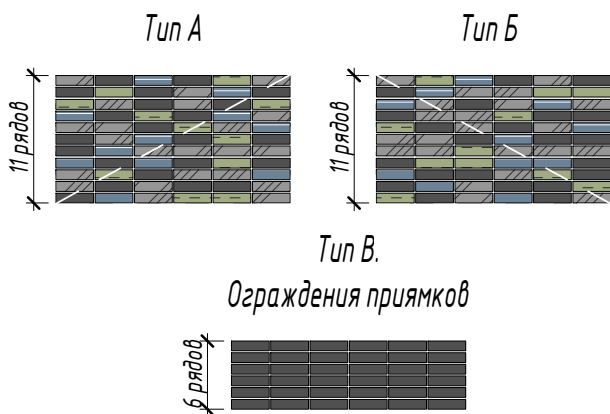 Тип А
Тип Б
11 рядов
11 рядов
Тип В.
Ограждения приямков
6 рядов